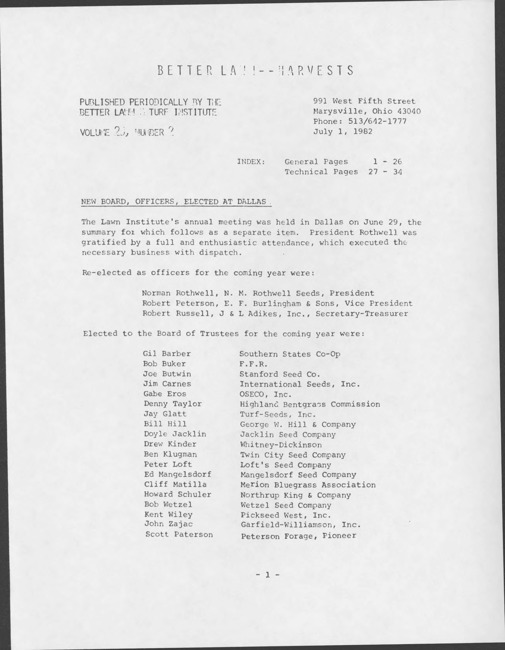 BETTER LAWN--HARVESTS
PUBLISHED PERIODICALLY BY THE
BETTER LAWN & TURF INSTITUTE
VOLUME NUMBER 2
991 West Fifth Street
Marysville, Ohio 43040
Phone: 513/642-1777
July 1, 1982
INDEX: General Pages 1 - 26
Technical Pages 27 - 34
NEW BOARD, OFFICERS, ELECTED AT DALLAS
The Lawn Institute's annual meeting was held in Dallas on June 29, the
summary for which follows as a separate item. President Rothwell was
gratified by a full and enthusiastic attendance, which executed the
necessary business with dispatch.
Re-elected as officers for the coming year were:
Norman Rothwell, N. M. Rothwell Seeds, President
Robert Peterson, E. F. Burlingham & Sons, Vice President
Robert Russell, J & L Adikes, Inc., Secretary-Treasurer
Elected to the Board of Trustees for the coming year were:
Gil Barber Southern States Co-Op
Bob Buker F.F.R.
Joe Butwin Stanford Seed Co.
Jim Carnes International Seeds, Inc.
Gabe Eros OSECO, Inc.
Denny Taylor Highland Bentgrass Commission
Jay Glatt Turf-Seeds, Inc.
Bill Hill George W. Hill & Company
Doyle Jacklin Jacklin Seed Company
Drew Kinder Whitney-Dickinson
Ben Klugman Twin City Seed Company
Peter Loft Loft's Seed Company
Ed Mangelsdorf Mangelsdorf Seed Company
Cliff Matilla Merion Bluegrass Association
Howard Schuler Northrup King & Company
Bob Wetzel Wetzel Seed Company
Kent Wiley Pickseed West, Inc.
John Zajac Garfield-Williamson, Inc.
Scott Paterson Peterson Forage, Pioneer
- 1 -